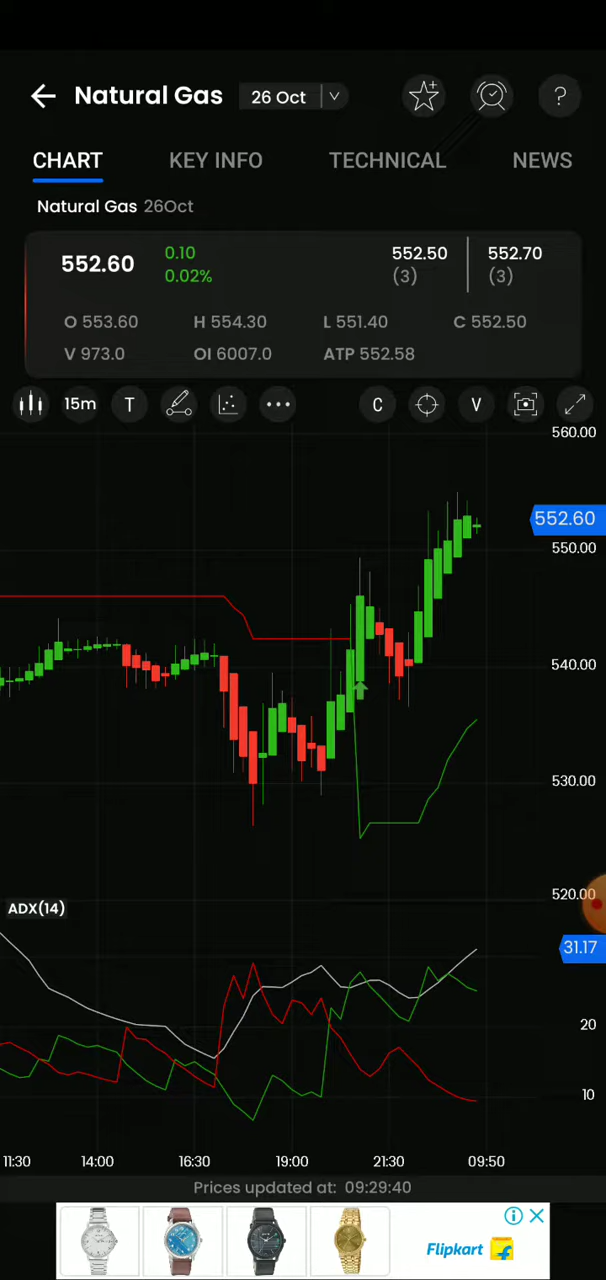 Natural Gas 26 Oct ?
CHART KEY INFO TECHNICAL NEWS
Natural Gas 26Oct
552.60 0.10 0.02% 552.50 (3) 552.70 (3)
O 553.60 H 554.30 L 551.40 C 552.50
V 973.0 OI 6007.0 ATP 552.58
15m T C V
560.00
552.60
550.00
540.00
530.00
520.00
ADX(14)
31.17
20
10
11:30 14:00 16:30 19:00 21:30 09:50
Prices updated at: 09:29:40
Flipkart